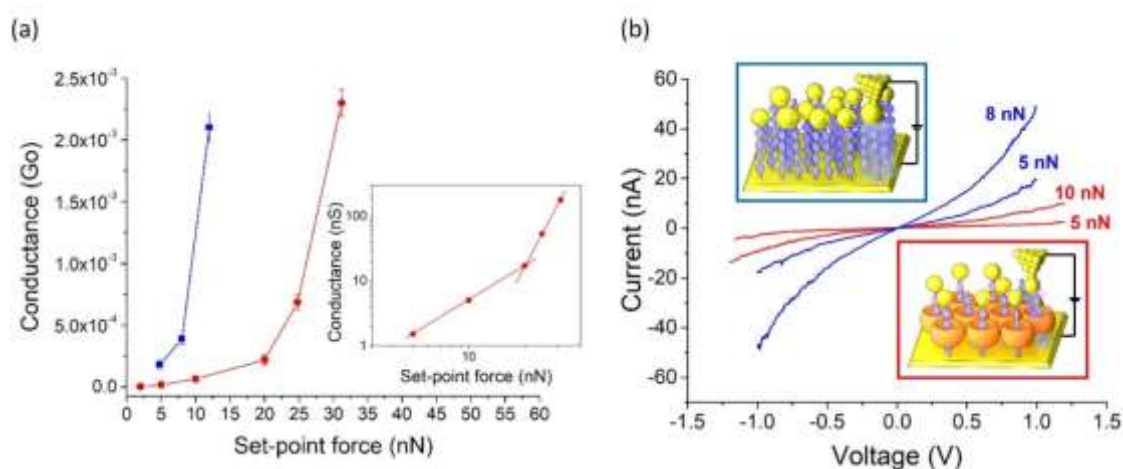 (a)
2.5x10⁻³
2.0x10⁻³
1.5x10⁻³
1.0x10⁻³
5.0x10⁻⁴
0.0
0 5 10 15 20 25 30 35 40 45 50 55 60
Conductance (Go)
Set-point force (nN)
100
10
1
10
Conductance (nS)
Set-point force (nN)
(b)
60
40
20
0
-20
-40
-60
-1.5 -1.0 -0.5 0.0 0.5 1.0 1.5
Current (nA)
Voltage (V)
8 nN
5 nN
10 nN
5 nN